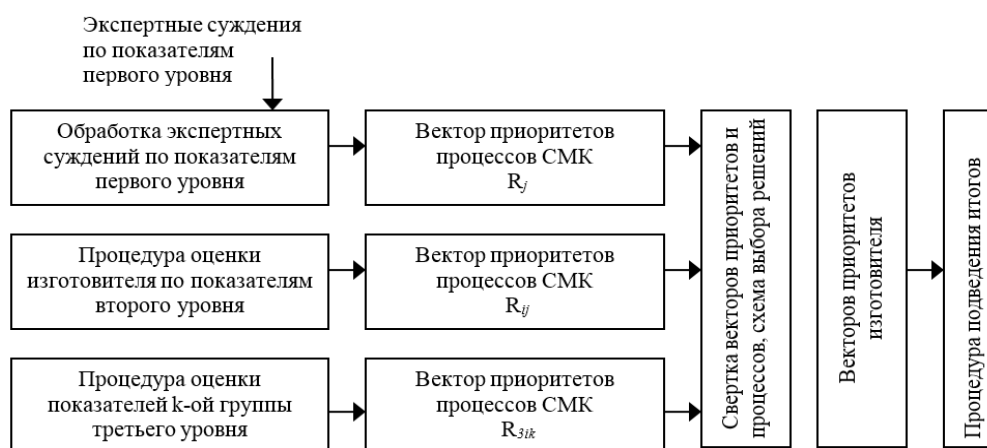 Экспертные суждения
по показателям
первого уровня
Обработка экспертных
суждений по показателям
первого уровня
Вектор приоритетов
процессов СМК
Rj
Процедура оценки
изготовителя по показателям
второго уровня
Вектор приоритетов
процессов СМК
Rij
Процедура оценки
показателей k-ой группы
третьего уровня
Вектор приоритетов
процессов СМК
R3ik
Свертка векторов приоритетов и
процессов, схема выбора решений
Векторов приоритетов
изготовителя
Процедура подведения итогов